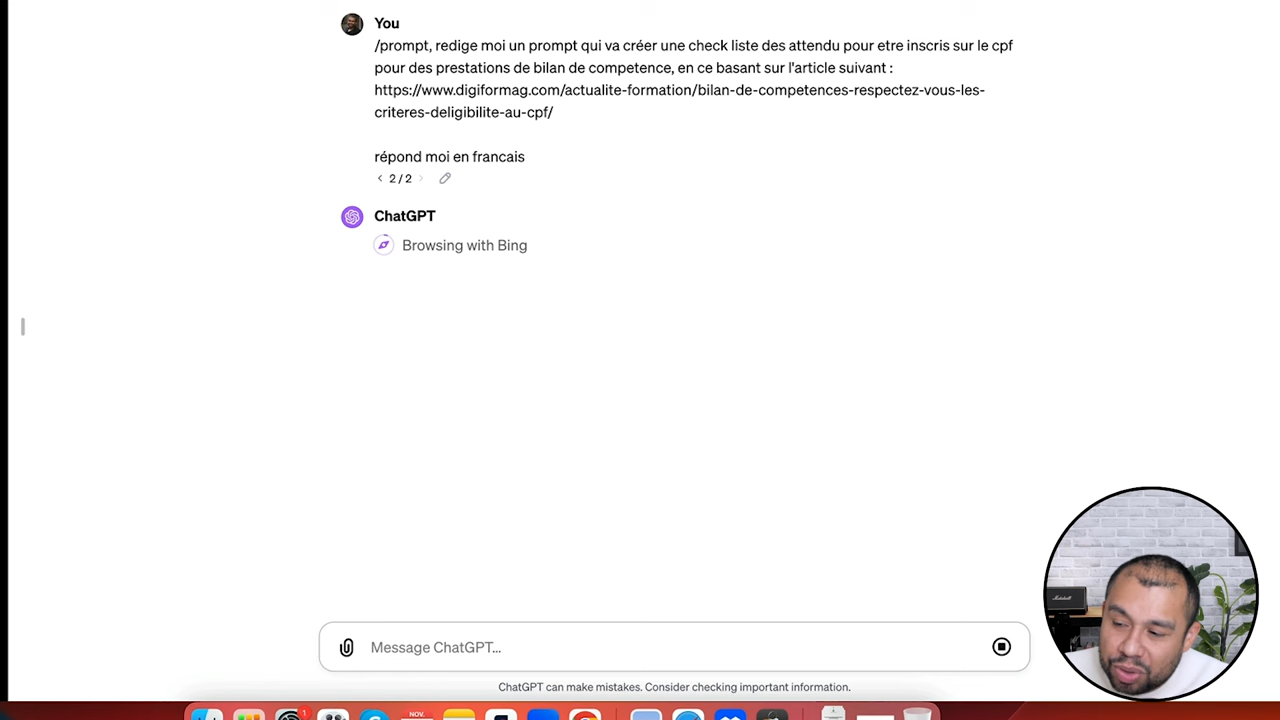 You
/prompt, redige moi un prompt qui va créer une check liste des attendu pour etre inscris sur le cpf
pour des prestations de bilan de competence, en ce basant sur l'article suivant :
https://www.digiformag.com/actualite-formation/bilan-de-competences-respectez-vous-les-
criteres-deligibilite-au-cpf/
répond moi en francais
< 2 / 2 >
ChatGPT
Browsing with Bing
Marshall
Message ChatGPT...
ChatGPT can make mistakes. Consider checking important information.
1
NOV.